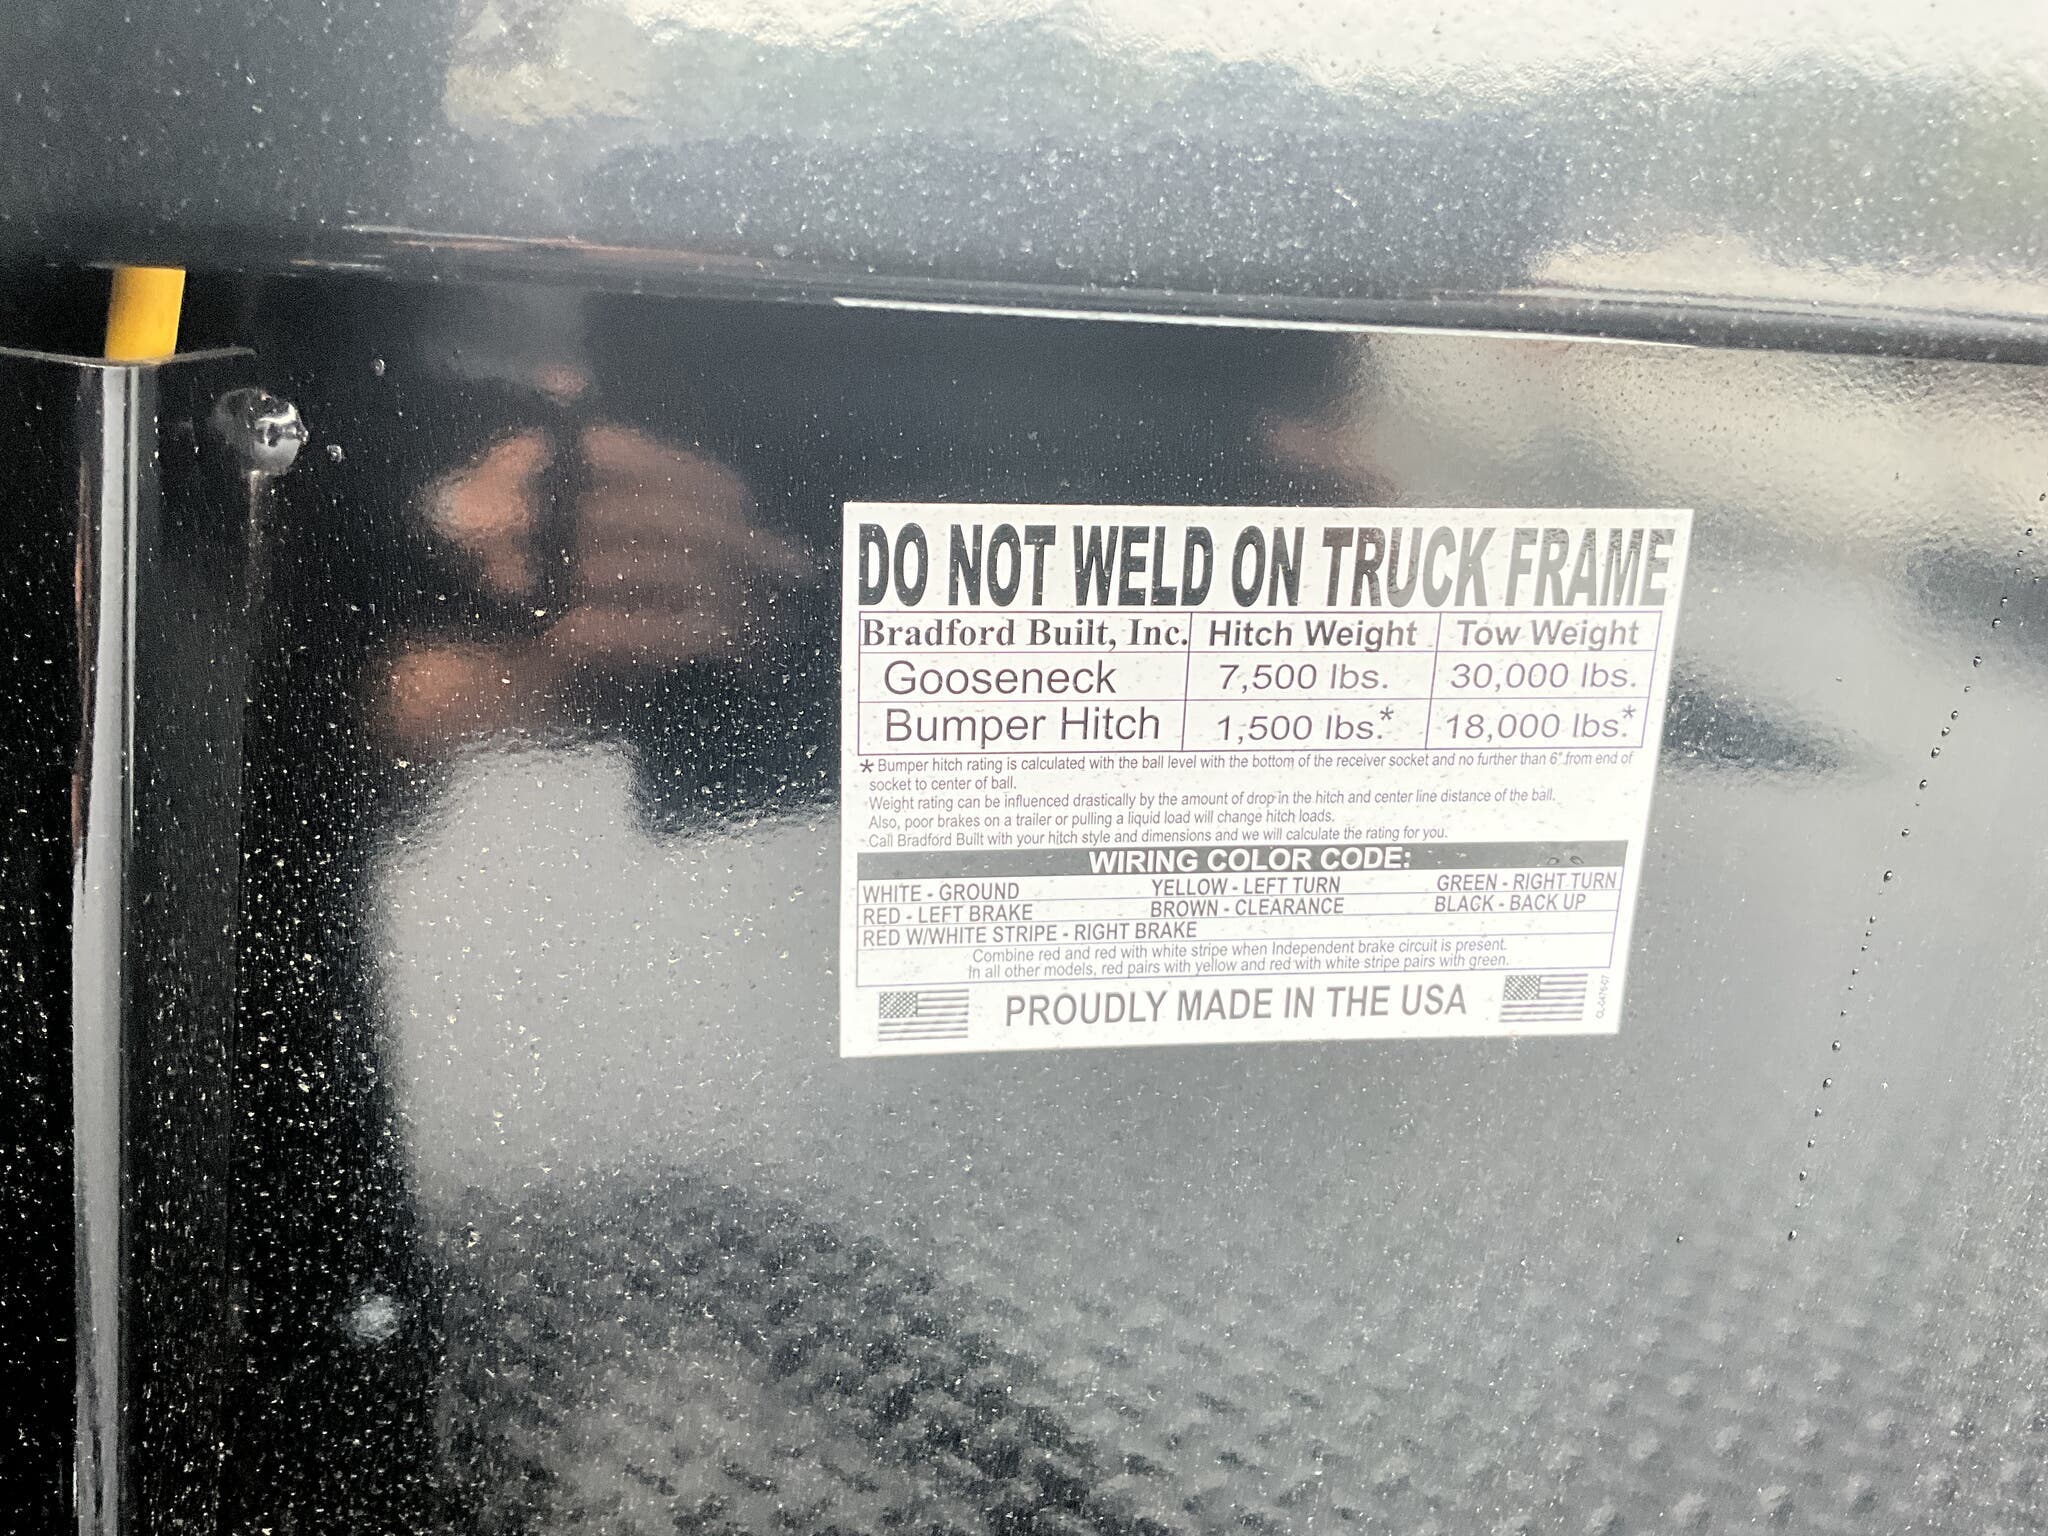 DO NOT WELD ON TRUCK FRAME
Bradford Built, Inc. Hitch Weight Tow Weight
Gooseneck 7,500 lbs. 30,000 lbs.
Bumper Hitch 1,500 lbs.* 18,000 lbs.*
* Bumper hitch rating is calculated with the ball level with the bottom of the receiver socket and no further than 6" from end of
socket to center of ball.
Weight rating can be influenced drastically by the amount of drop in the hitch and center line distance of the ball.
Also, poor brakes on a trailer or pulling a liquid load will change hitch loads.
Call Bradford Built with your hitch style and dimensions and we will calculate the rating for you.
WIRING COLOR CODE:
WHITE - GROUND YELLOW - LEFT TURN GREEN - RIGHT TURN
RED - LEFT BRAKE BROWN - CLEARANCE BLACK - BACK UP
RED W/WHITE STRIPE - RIGHT BRAKE
Combine red and red with white stripe when Independent brake circuit is present.
In all other models, red pairs with yellow and red with white stripe pairs with green.
PROUDLY MADE IN THE USA